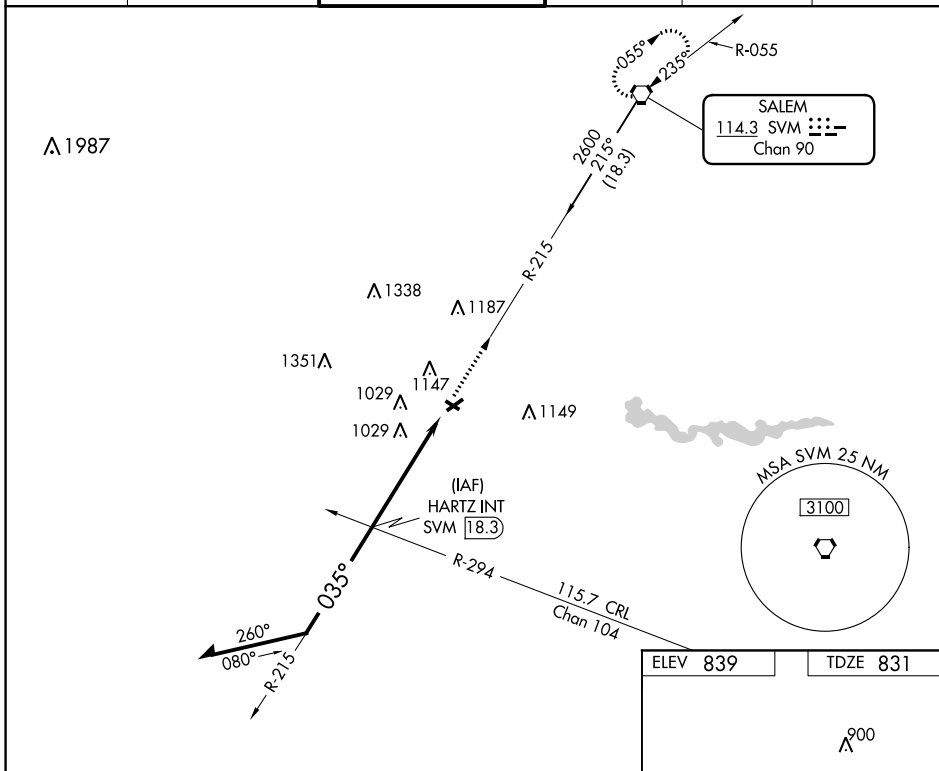 055°
235°
R-055
SALEM
114.3 SVM
Chan 90
1987
2600
215°
(18.3)
R-215
1338
1187
1351
1147
1029
1149
1029
(IAF)
HARTZ INT
SVM 18.3
MSA SVM 25 NM
3100
R-294
115.7 CRL
Chan 104
035°
260°
080°
R-215
ELEV 839
TDZE 831
900